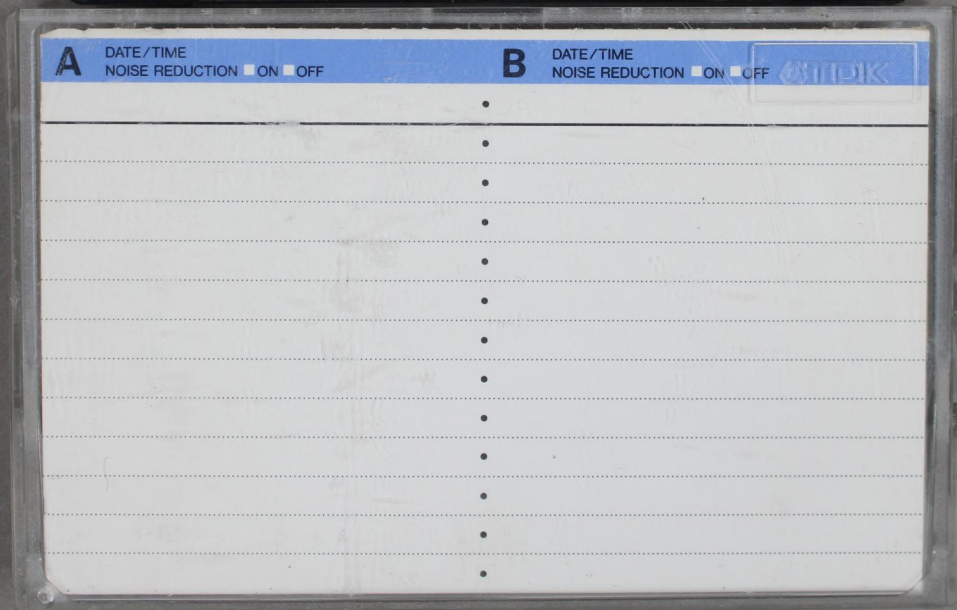 A DATE/TIME
NOISE REDUCTION ■ON ■OFF
B DATE/TIME
NOISE REDUCTION ■ON ■OFF
TDK